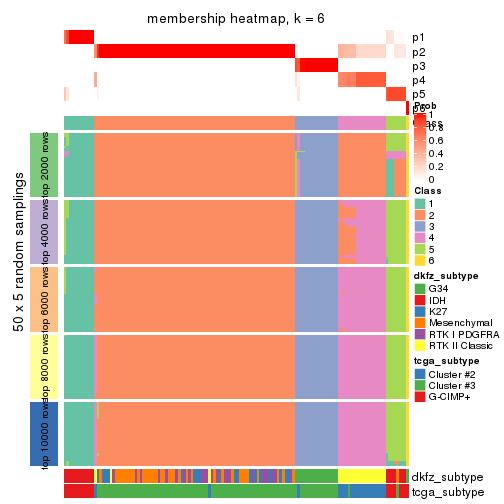 membership heatmap, k = 6
p1
p2
p3
p4
p5
p6
Prob
1
0.8
0.6
0.4
0.2
0
Class
Class
1
2
3
4
5
6
dkfz_subtype
G34
IDH
K27
Mesenchymal
RTK I PDGFRA
RTK II Classic
tcga_subtype
Cluster #2
Cluster #3
G-CIMP+
50 x 5 random samplings
top 2000 rows
top 4000 rows
top 6000 rows
top 8000 rows
top 10000 rows
dkfz_subtype
tcga_subtype